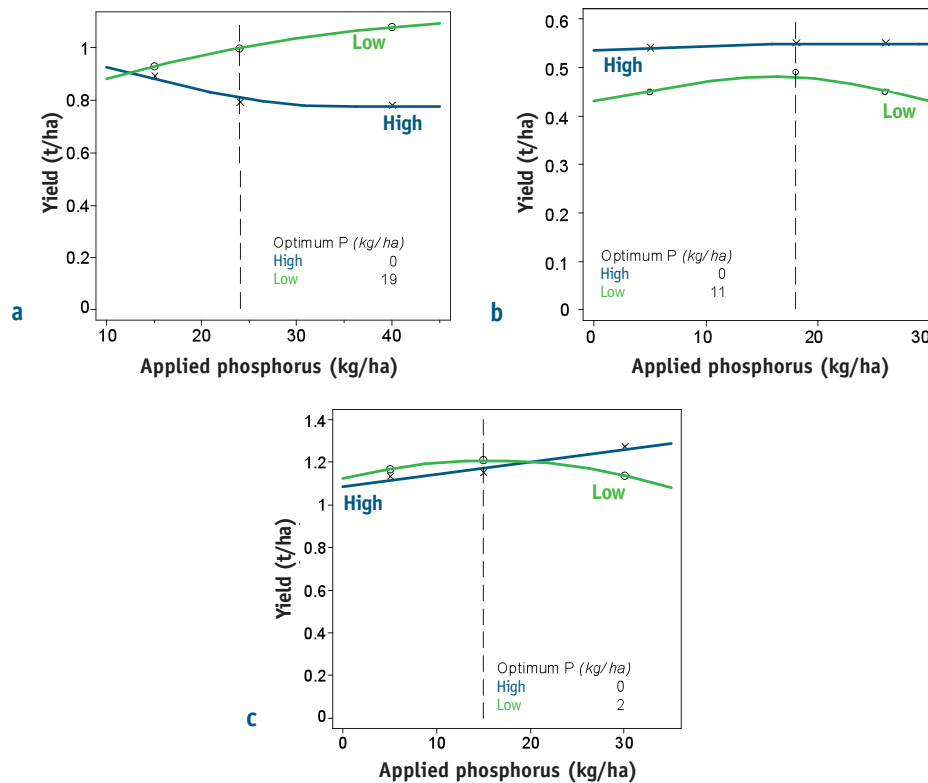 Yield (t/ha)
1
0.8
0.6
0.4
0.2
0
Low
High
Optimum P (kg/ha)
High 0
Low 19
10 20 30 40
Applied phosphorus (kg/ha)
a
Yield (t/ha)
0.6
0.5
0.4
0.3
0.2
0.1
0
High
Low
Optimum P (kg/ha)
High 0
Low 11
0 10 20 30
Applied phosphorus (kg/ha)
b
Yield (t/ha)
1.4
1.2
1
0.8
0.6
0.4
0.2
0
High
Low
Optimum P (kg/ha)
High 0
Low 2
0 10 20 30
Applied phosphorus (kg/ha)
c